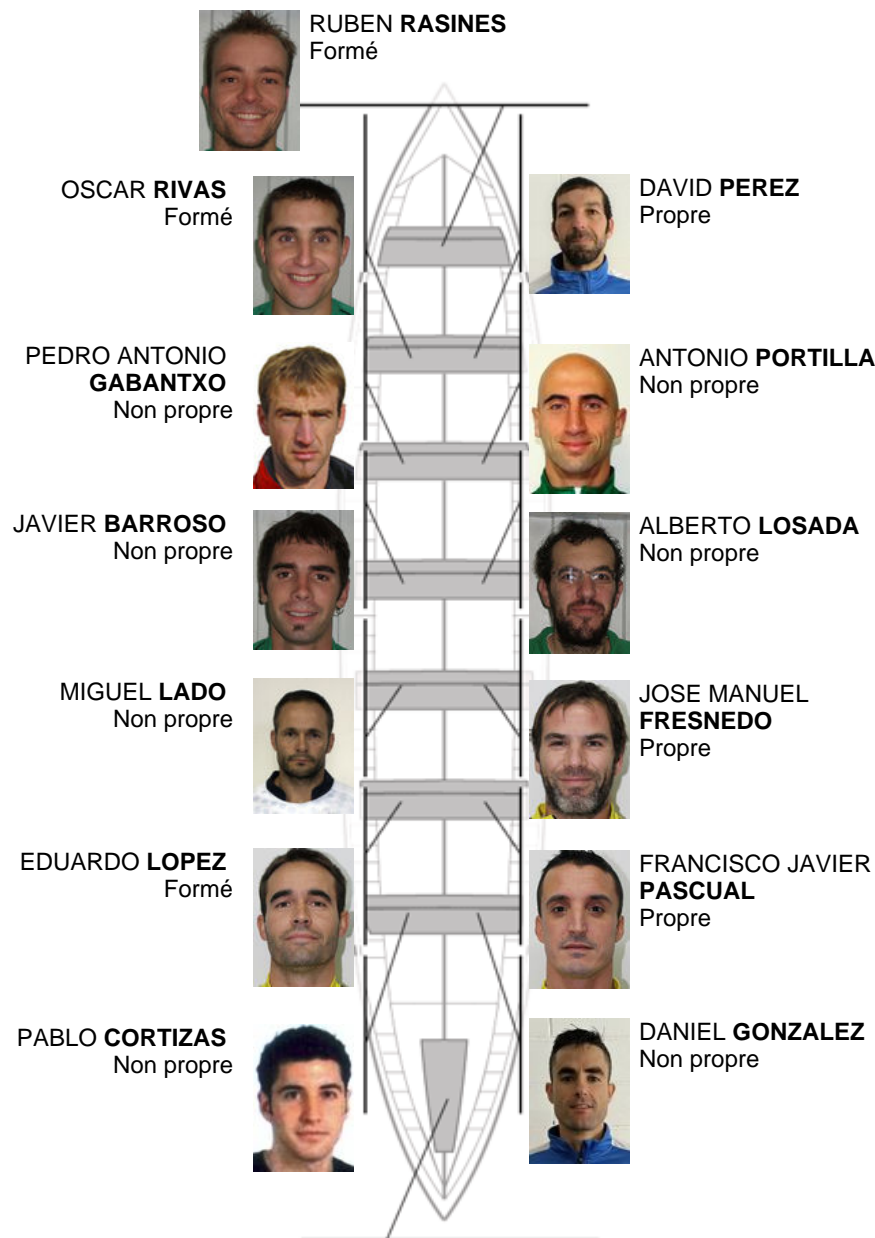 RUBEN RASINES
Formé
OSCAR RIVAS
Formé
DAVID PEREZ
Propre
PEDRO ANTONIO
GABANTXO
Non propre
ANTONIO PORTILLA
Non propre
JAVIER BARROSO
Non propre
ALBERTO LOSADA
Non propre
MIGUEL LADO
Non propre
JOSE MANUEL
FRESNEDO
Propre
EDUARDO LOPEZ
Formé
FRANCISCO JAVIER
PASCUAL
Propre
PABLO CORTIZAS
Non propre
DANIEL GONZALEZ
Non propre